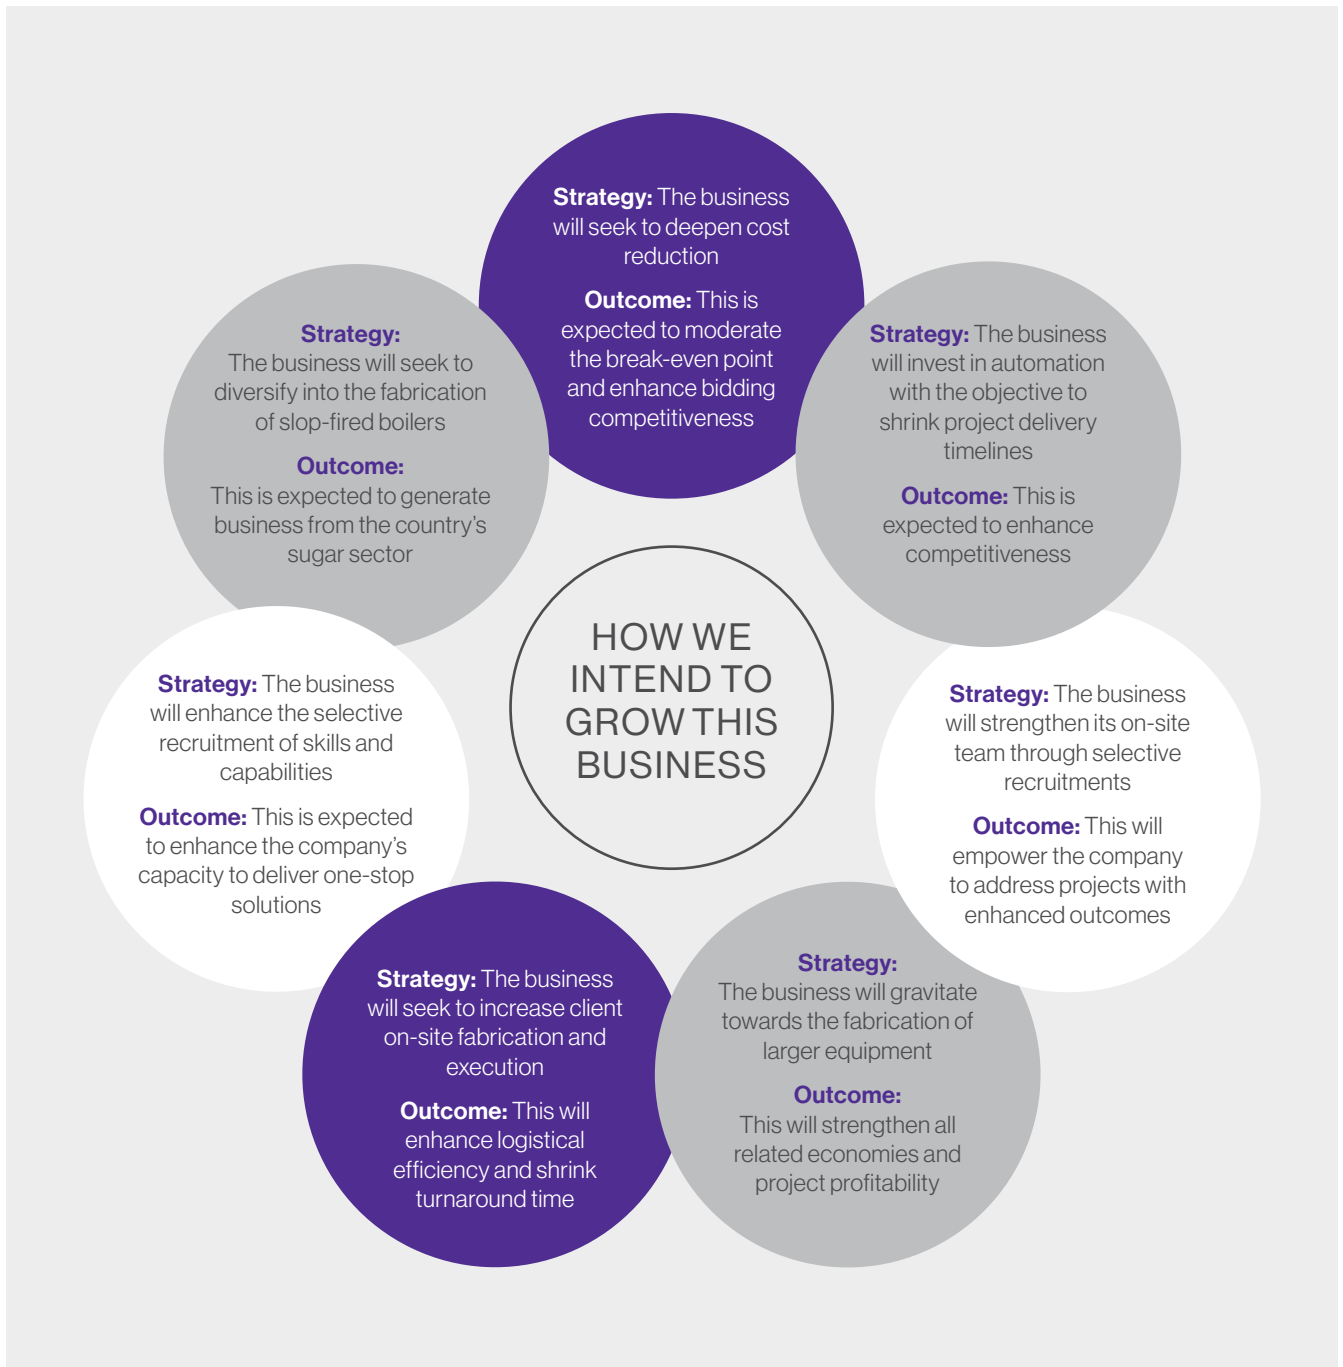 Strategy: The business
will seek to deepen cost
reduction
Outcome: This is
expected to moderate
the break-even point
and enhance bidding
competitiveness
Strategy: The business
will invest in automation
with the objective to
shrink project delivery
timelines
Outcome: This is
expected to enhance
competitiveness
Strategy: The business
will strengthen its on-site
team through selective
recruitments
Outcome: This will
empower the company
to address projects with
enhanced outcomes
Strategy:
The business will gravitate
towards the fabrication of
larger equipment
Outcome:
This will strengthen all
related economies and
project profitability
Strategy: The business
will seek to increase client
on-site fabrication and
execution
Outcome: This will
enhance logistical
efficiency and shrink
turnaround time
Strategy: The business
will enhance the selective
recruitment of skills and
capabilities
Outcome: This is expected
to enhance the company's
capacity to deliver one-stop
solutions
Strategy:
The business will seek to
diversify into the fabrication
of slop-fired boilers
Outcome:
This is expected to generate
business from the country's
sugar sector
HOW WE
INTEND TO
GROW THIS
BUSINESS